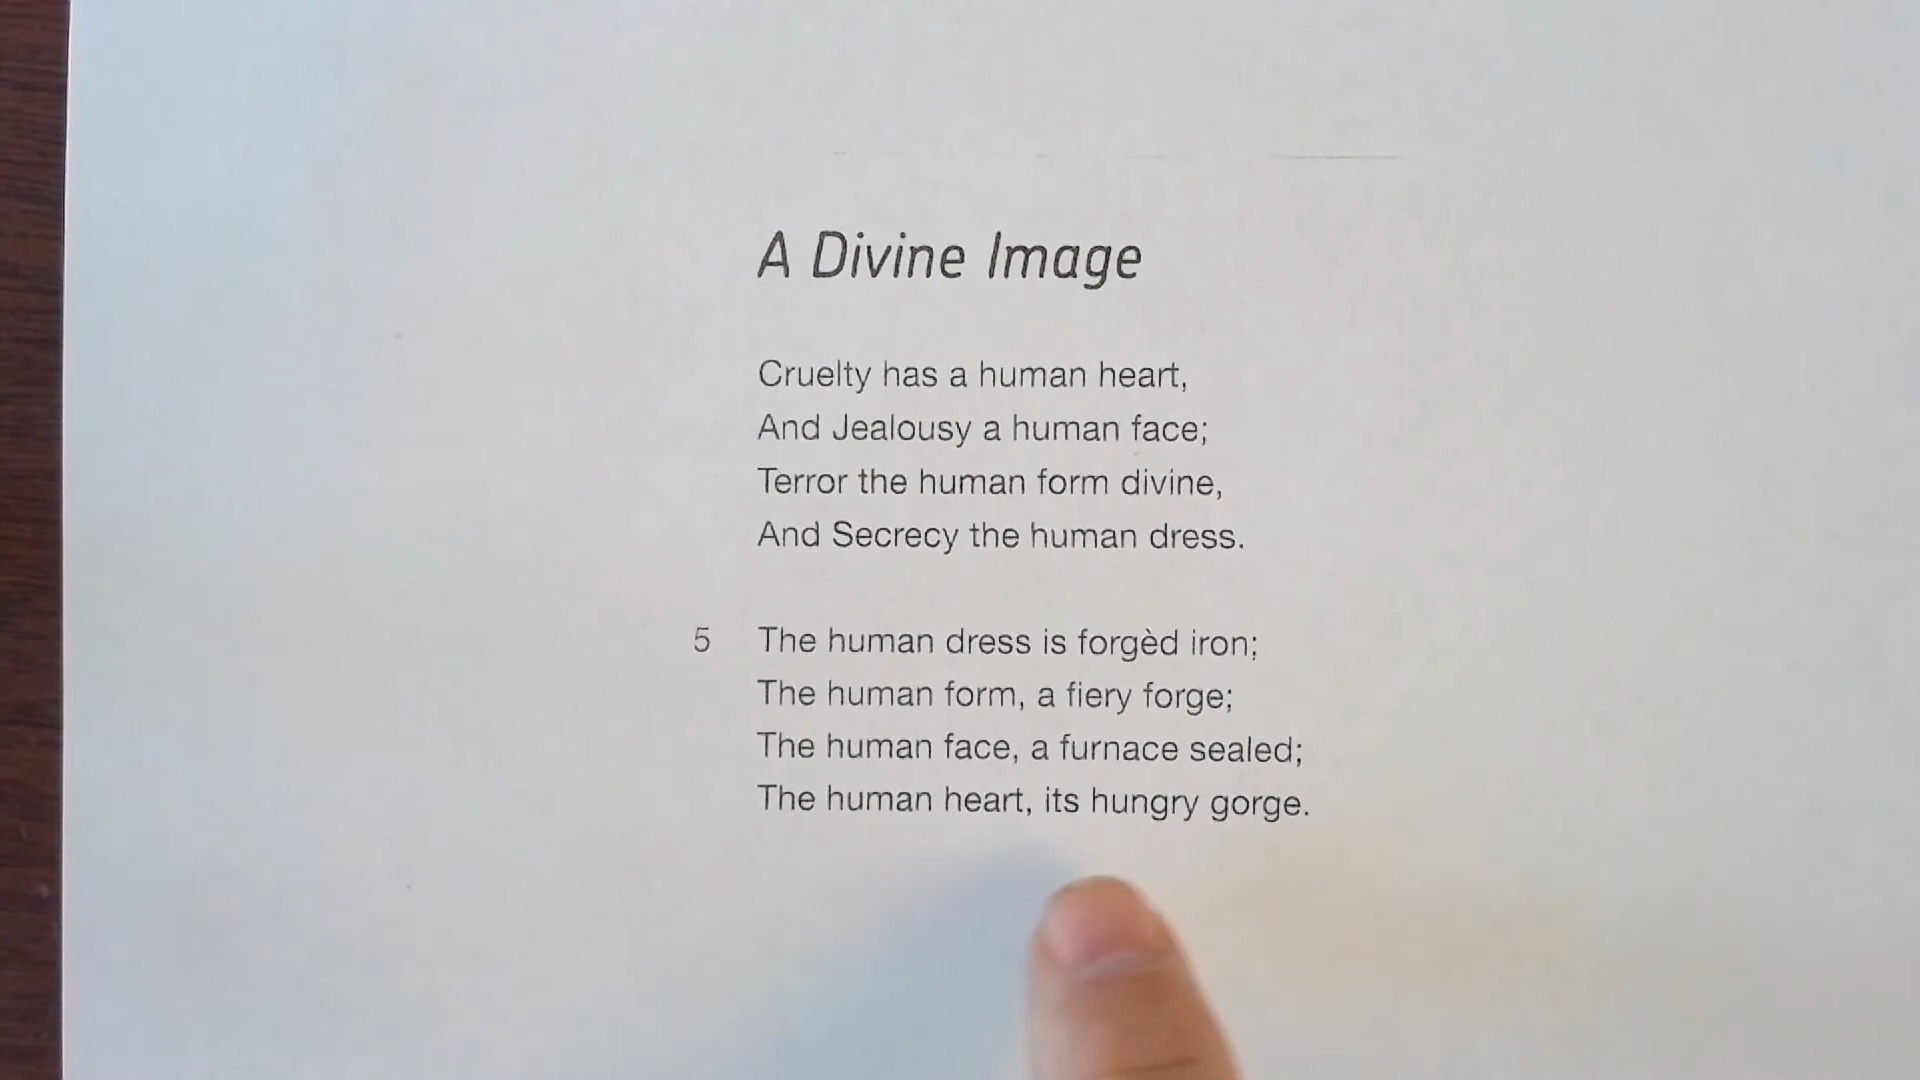 A Divine Image
Cruelty has a human heart,
And Jealousy a human face;
Terror the human form divine,
And Secrecy the human dress.
5 The human dress is forgèd iron;
The human form, a fiery forge;
The human face, a furnace sealed;
The human heart, its hungry gorge.